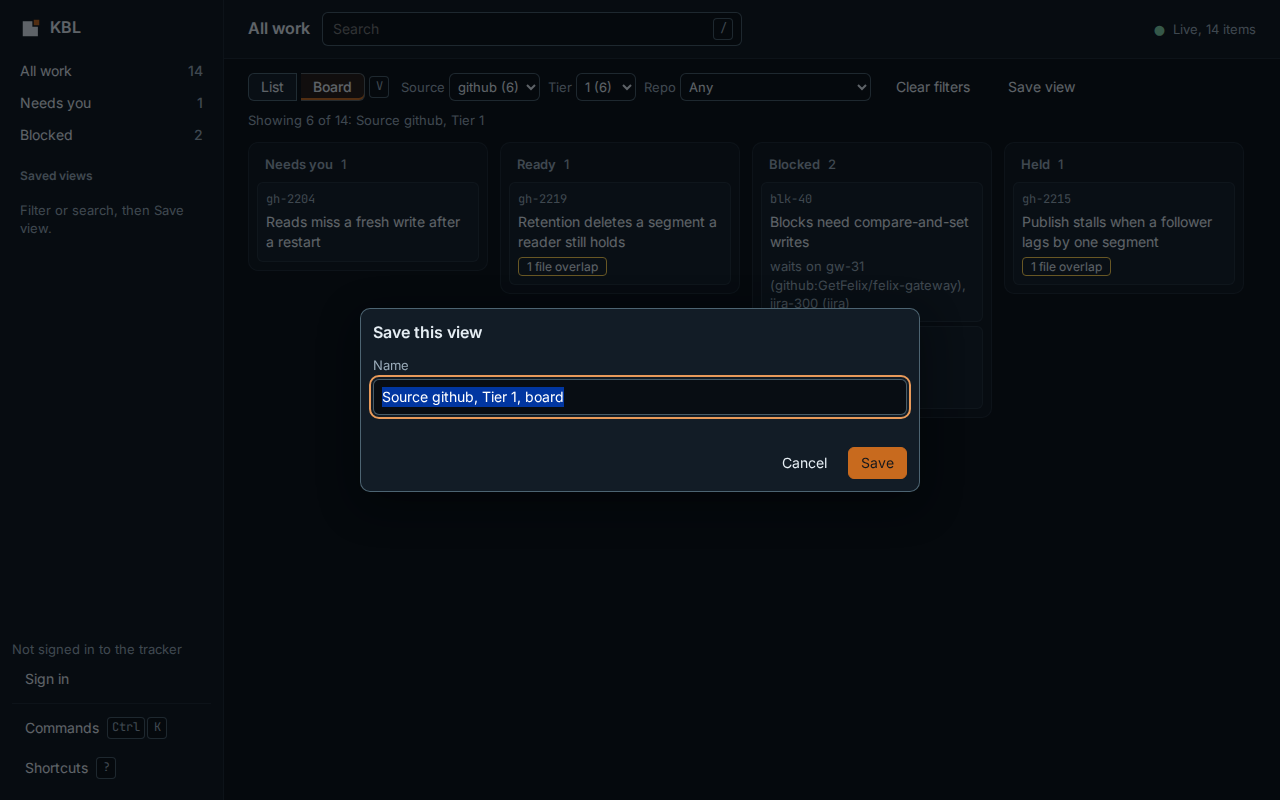 KBL
All work 14
Needs you 1
Blocked 2
Saved views
Filter or search, then Save
view.
Not signed in to the tracker
Sign in
Commands Ctrl K
Shortcuts ?
All work Search /
Live, 14 items
List Board V Source github (6) Tier 1 (6) Repo Any Clear filters Save view
Showing 6 of 14: Source github, Tier 1
Needs you 1
gh-2204
Reads miss a fresh write after
a restart
Ready 1
gh-2219
Retention deletes a segment a
reader still holds
1 file overlap
Blocked 2
blk-40
Blocks need compare-and-set
writes
waits on gw-31
(github:GetFelix/felix-gateway),
jira-300 (jira)
Held 1
gh-2215
Publish stalls when a follower
lags by one segment
1 file overlap
Save this view
Name
Source github, Tier 1, board
Cancel Save